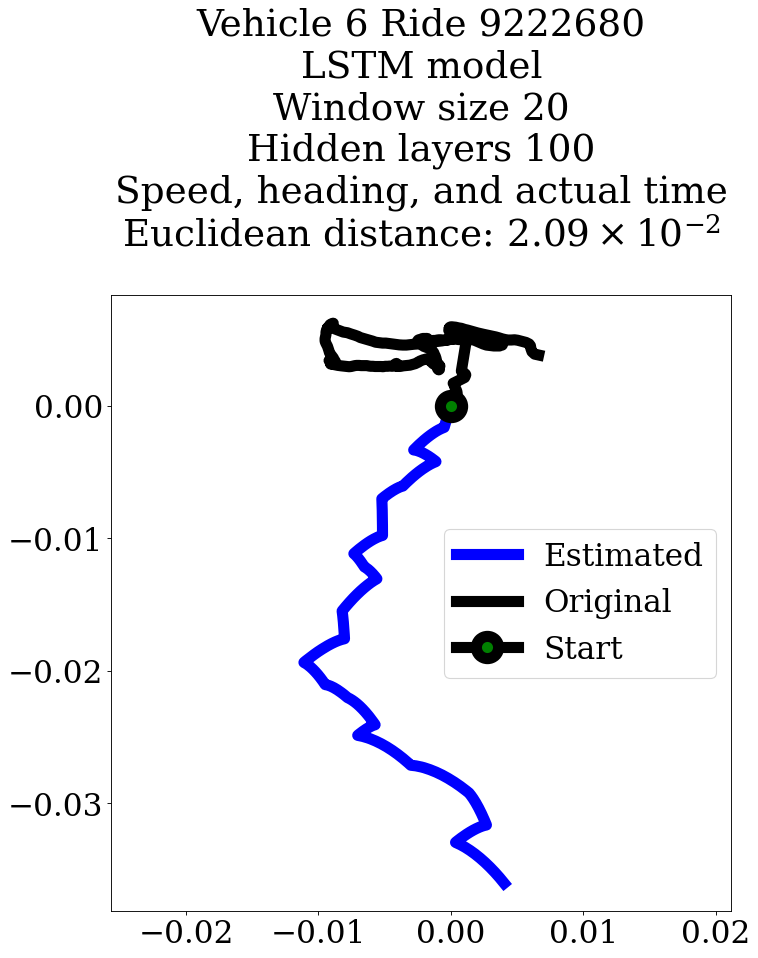 Vehicle 6 Ride 9222680
LSTM model
Window size 20
Hidden layers 100
Speed, heading, and actual time
Euclidean distance: 2.09 × 10⁻²
0.00
−0.01
−0.02
−0.03
Estimated
Original
Start
−0.02 −0.01 0.00 0.01 0.02